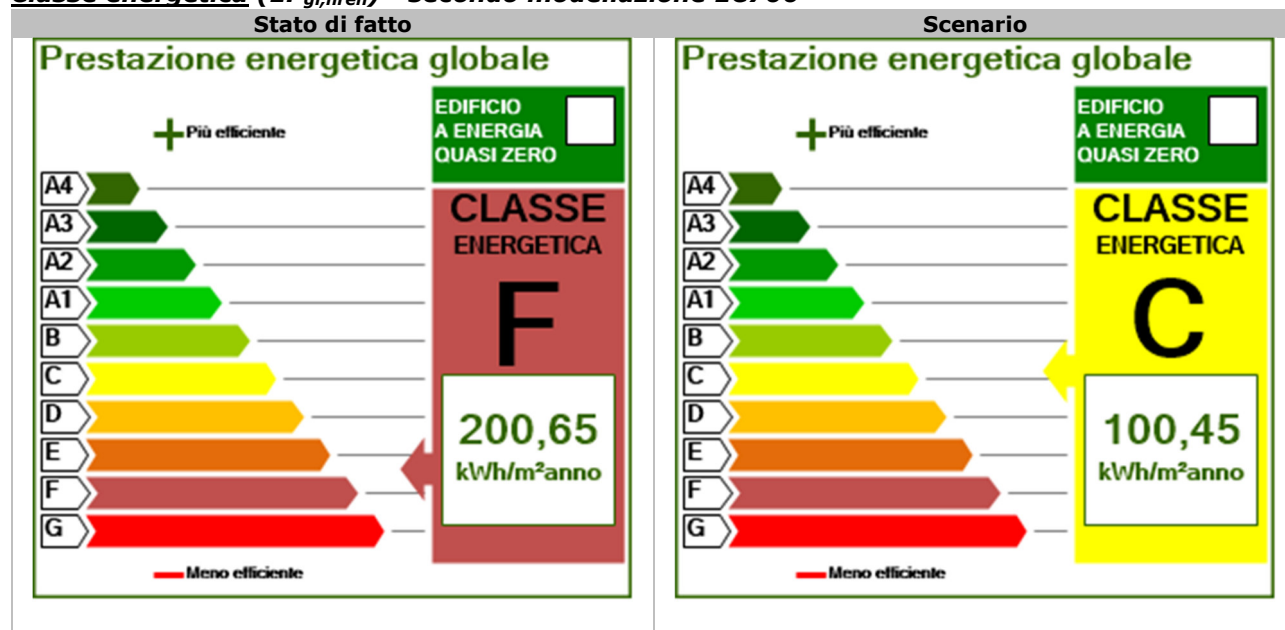 Stato di fatto
Scenario
Prestazione energetica globale
Più efficiente
EDIFICIO
A ENERGIA
QUASI ZERO
A4
A3
A2
A1
B
C
D
E
F
G
CLASSE
ENERGETICA
F
200,65
kWh/m²anno
Meno efficiente
Prestazione energetica globale
Più efficiente
EDIFICIO
A ENERGIA
QUASI ZERO
A4
A3
A2
A1
B
C
D
E
F
G
CLASSE
ENERGETICA
C
100,45
kWh/m²anno
Meno efficiente